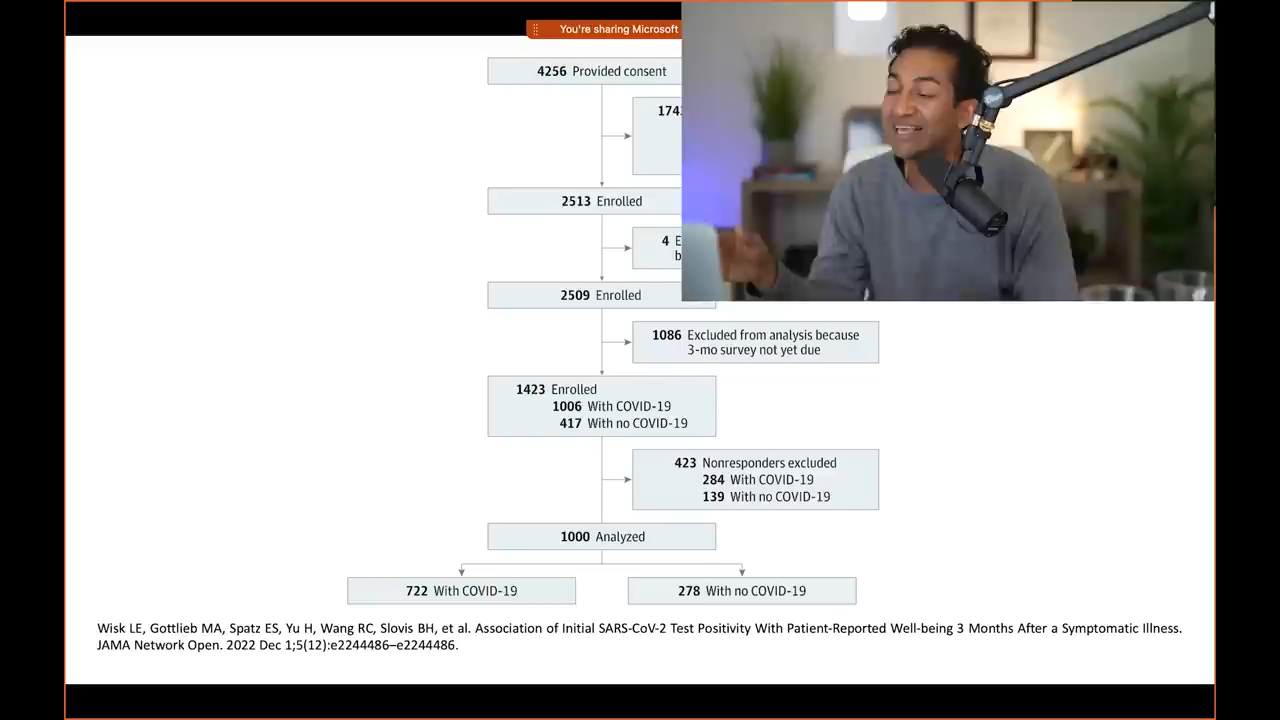 You're sharing Microsoft
4256 Provided consent
2513 Enrolled
2509 Enrolled
1086 Excluded from analysis because
3-mo survey not yet due
1423 Enrolled
1006 With COVID-19
417 With no COVID-19
423 Nonresponders excluded
284 With COVID-19
139 With no COVID-19
1000 Analyzed
722 With COVID-19
278 With no COVID-19
Wisk LE, Gottlieb MA, Spatz ES, Yu H, Wang RC, Slovis BH, et al. Association of Initial SARS-CoV-2 Test Positivity With Patient-Reported Well-being 3 Months After a Symptomatic Illness.
JAMA Network Open. 2022 Dec 1;5(12):e2244486–e2244486.